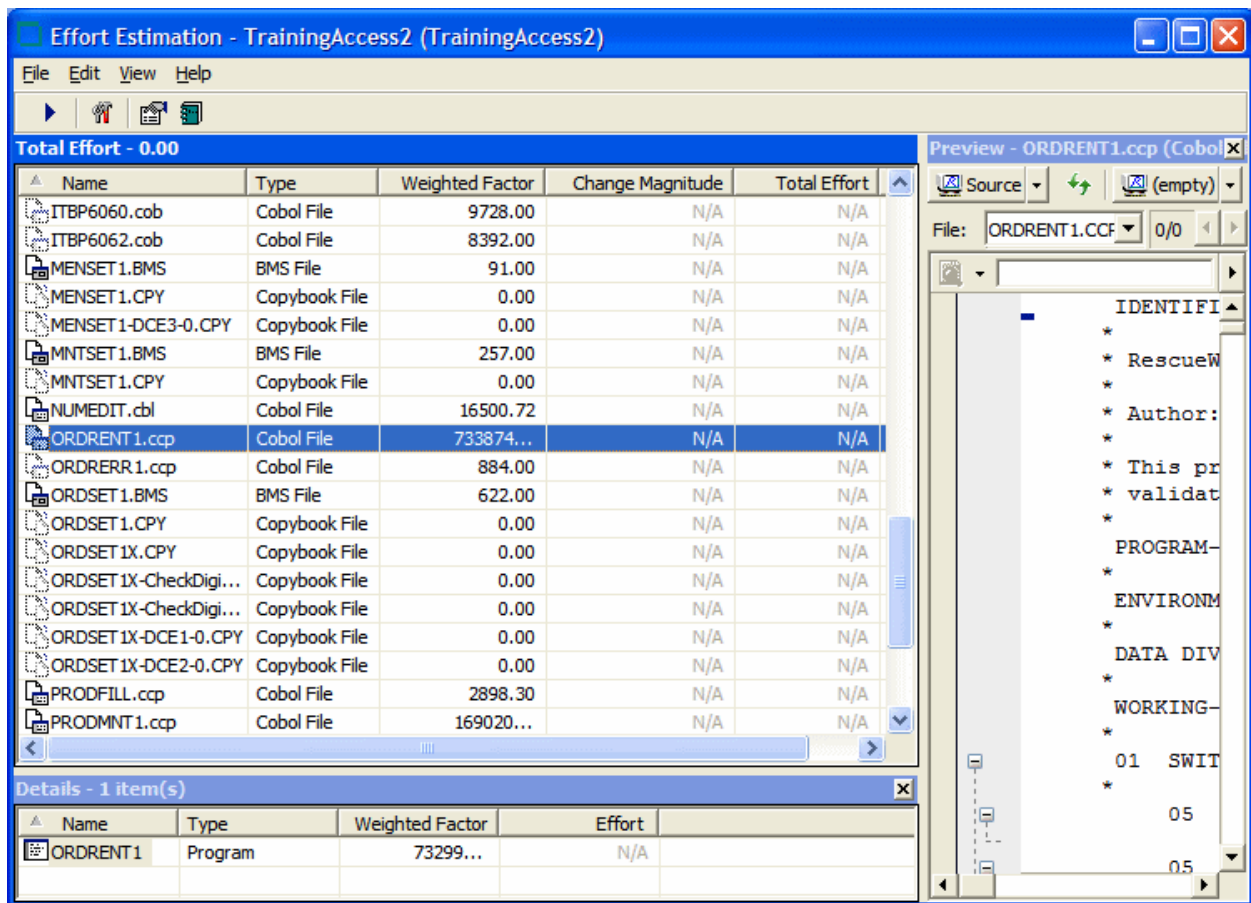 Effort Estimation - TrainingAccess2 (TrainingAccess2)
File Edit View Help
Total Effort - 0.00
Name Type Weighted Factor Change Magnitude Total Effort
ITBP6060.cob Cobol File 9728.00 N/A N/A
ITBP6062.cob Cobol File 8392.00 N/A N/A
MENSET1.BMS BMS File 91.00 N/A N/A
MENSET1.CPY Copybook File 0.00 N/A N/A
MENSET1-DCE3-0.CPY Copybook File 0.00 N/A N/A
MNTSET1.BMS BMS File 257.00 N/A N/A
MNTSET1.CPY Copybook File 0.00 N/A N/A
NUMEDIT.cbl Cobol File 16500.72 N/A N/A
ORDRENT1.ccp Cobol File 733874... N/A N/A
ORDRERR1.ccp Cobol File 884.00 N/A N/A
ORDSET1.BMS BMS File 622.00 N/A N/A
ORDSET1.CPY Copybook File 0.00 N/A N/A
ORDSET1X.CPY Copybook File 0.00 N/A N/A
ORDSET1X-CheckDigi... Copybook File 0.00 N/A N/A
ORDSET1X-CheckDigi... Copybook File 0.00 N/A N/A
ORDSET1X-DCE1-0.CPY Copybook File 0.00 N/A N/A
ORDSET1X-DCE2-0.CPY Copybook File 0.00 N/A N/A
PRODFILL.ccp Cobol File 2898.30 N/A N/A
PRODMNT1.ccp Cobol File 169020... N/A N/A
Details - 1 item(s)
Name Type Weighted Factor Effort
ORDRENT1 Program 73299... N/A
Preview - ORDRENT1.ccp (Cobol
Source (empty)
File: ORDRENT1.CCP 0/0
IDENTIFI
*
* RescueW
*
* Author:
*
* This pr
* validat
*
PROGRAM-
*
ENVIRONM
*
DATA DIV
*
WORKING-
*
01 SWIT
*
05
05